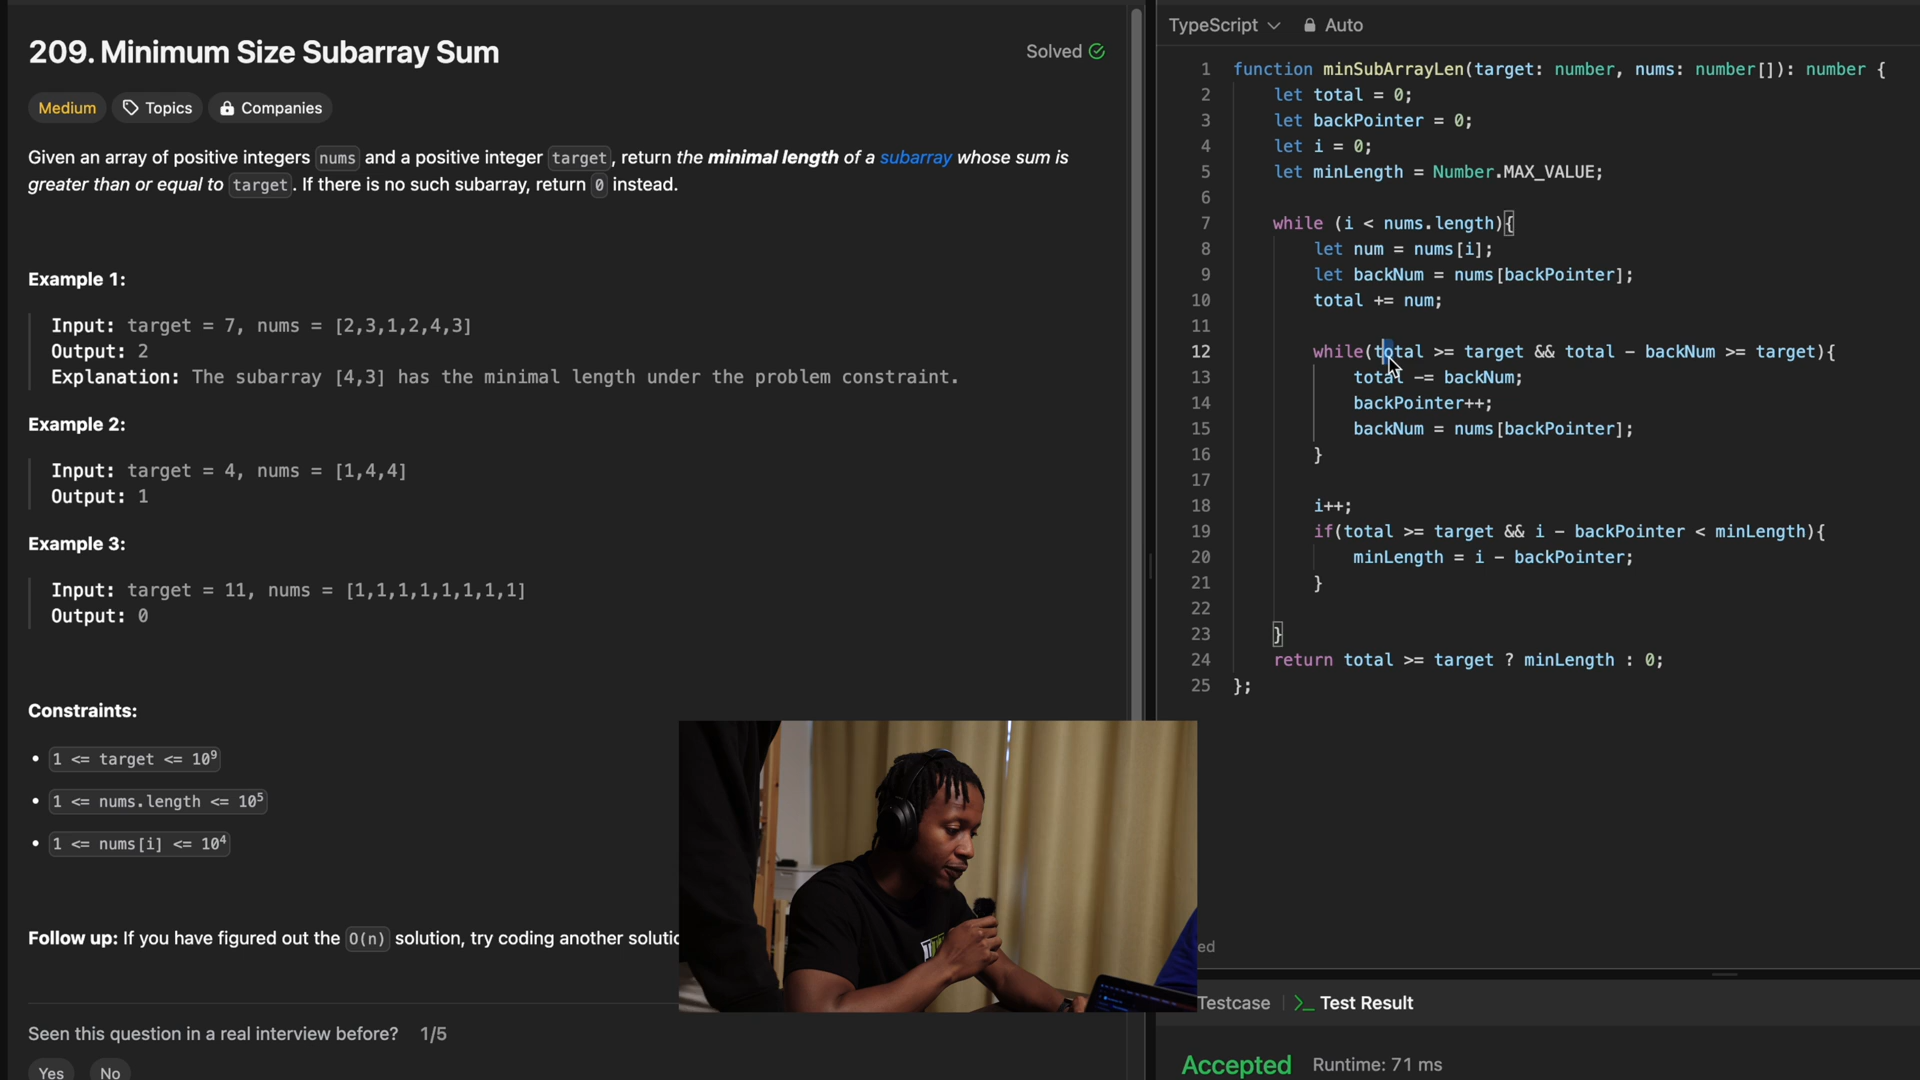 209. Minimum Size Subarray Sum
Solved
Medium
Topics
Companies
Given an array of positive integers nums and a positive integer target, return the minimal length of a subarray whose sum is
greater than or equal to target. If there is no such subarray, return 0 instead.
Example 1:
Input: target = 7, nums = [2,3,1,2,4,3]
Output: 2
Explanation: The subarray [4,3] has the minimal length under the problem constraint.
Example 2:
Input: target = 4, nums = [1,4,4]
Output: 1
Example 3:
Input: target = 11, nums = [1,1,1,1,1,1,1,1]
Output: 0
Constraints:
• 1 <= target <= 10⁹
• 1 <= nums.length <= 10⁵
• 1 <= nums[i] <= 10⁴
Follow up: If you have figured out the O(n) solution, try coding another
Seen this question in a real interview before? 1/5
Yes
No
TypeScript
Auto
1 function minSubArrayLen(target: number, nums: number[]): number {
2 let total = 0;
3 let backPointer = 0;
4 let i = 0;
5 let minLength = Number.MAX_VALUE;
6
7 while (i < nums.length){
8 let num = nums[i];
9 let backNum = nums[backPointer];
10 total += num;
11
12 while(total >= target && total - backNum >= target){
13 total -= backNum;
14 backPointer++;
15 backNum = nums[backPointer];
16 }
17
18 i++;
19 if(total >= target && i - backPointer < minLength){
20 minLength = i - backPointer;
21 }
22
23 }
24 return total >= target ? minLength : 0;
25 };
Testcase
>_ Test Result
Accepted
Runtime: 71 ms